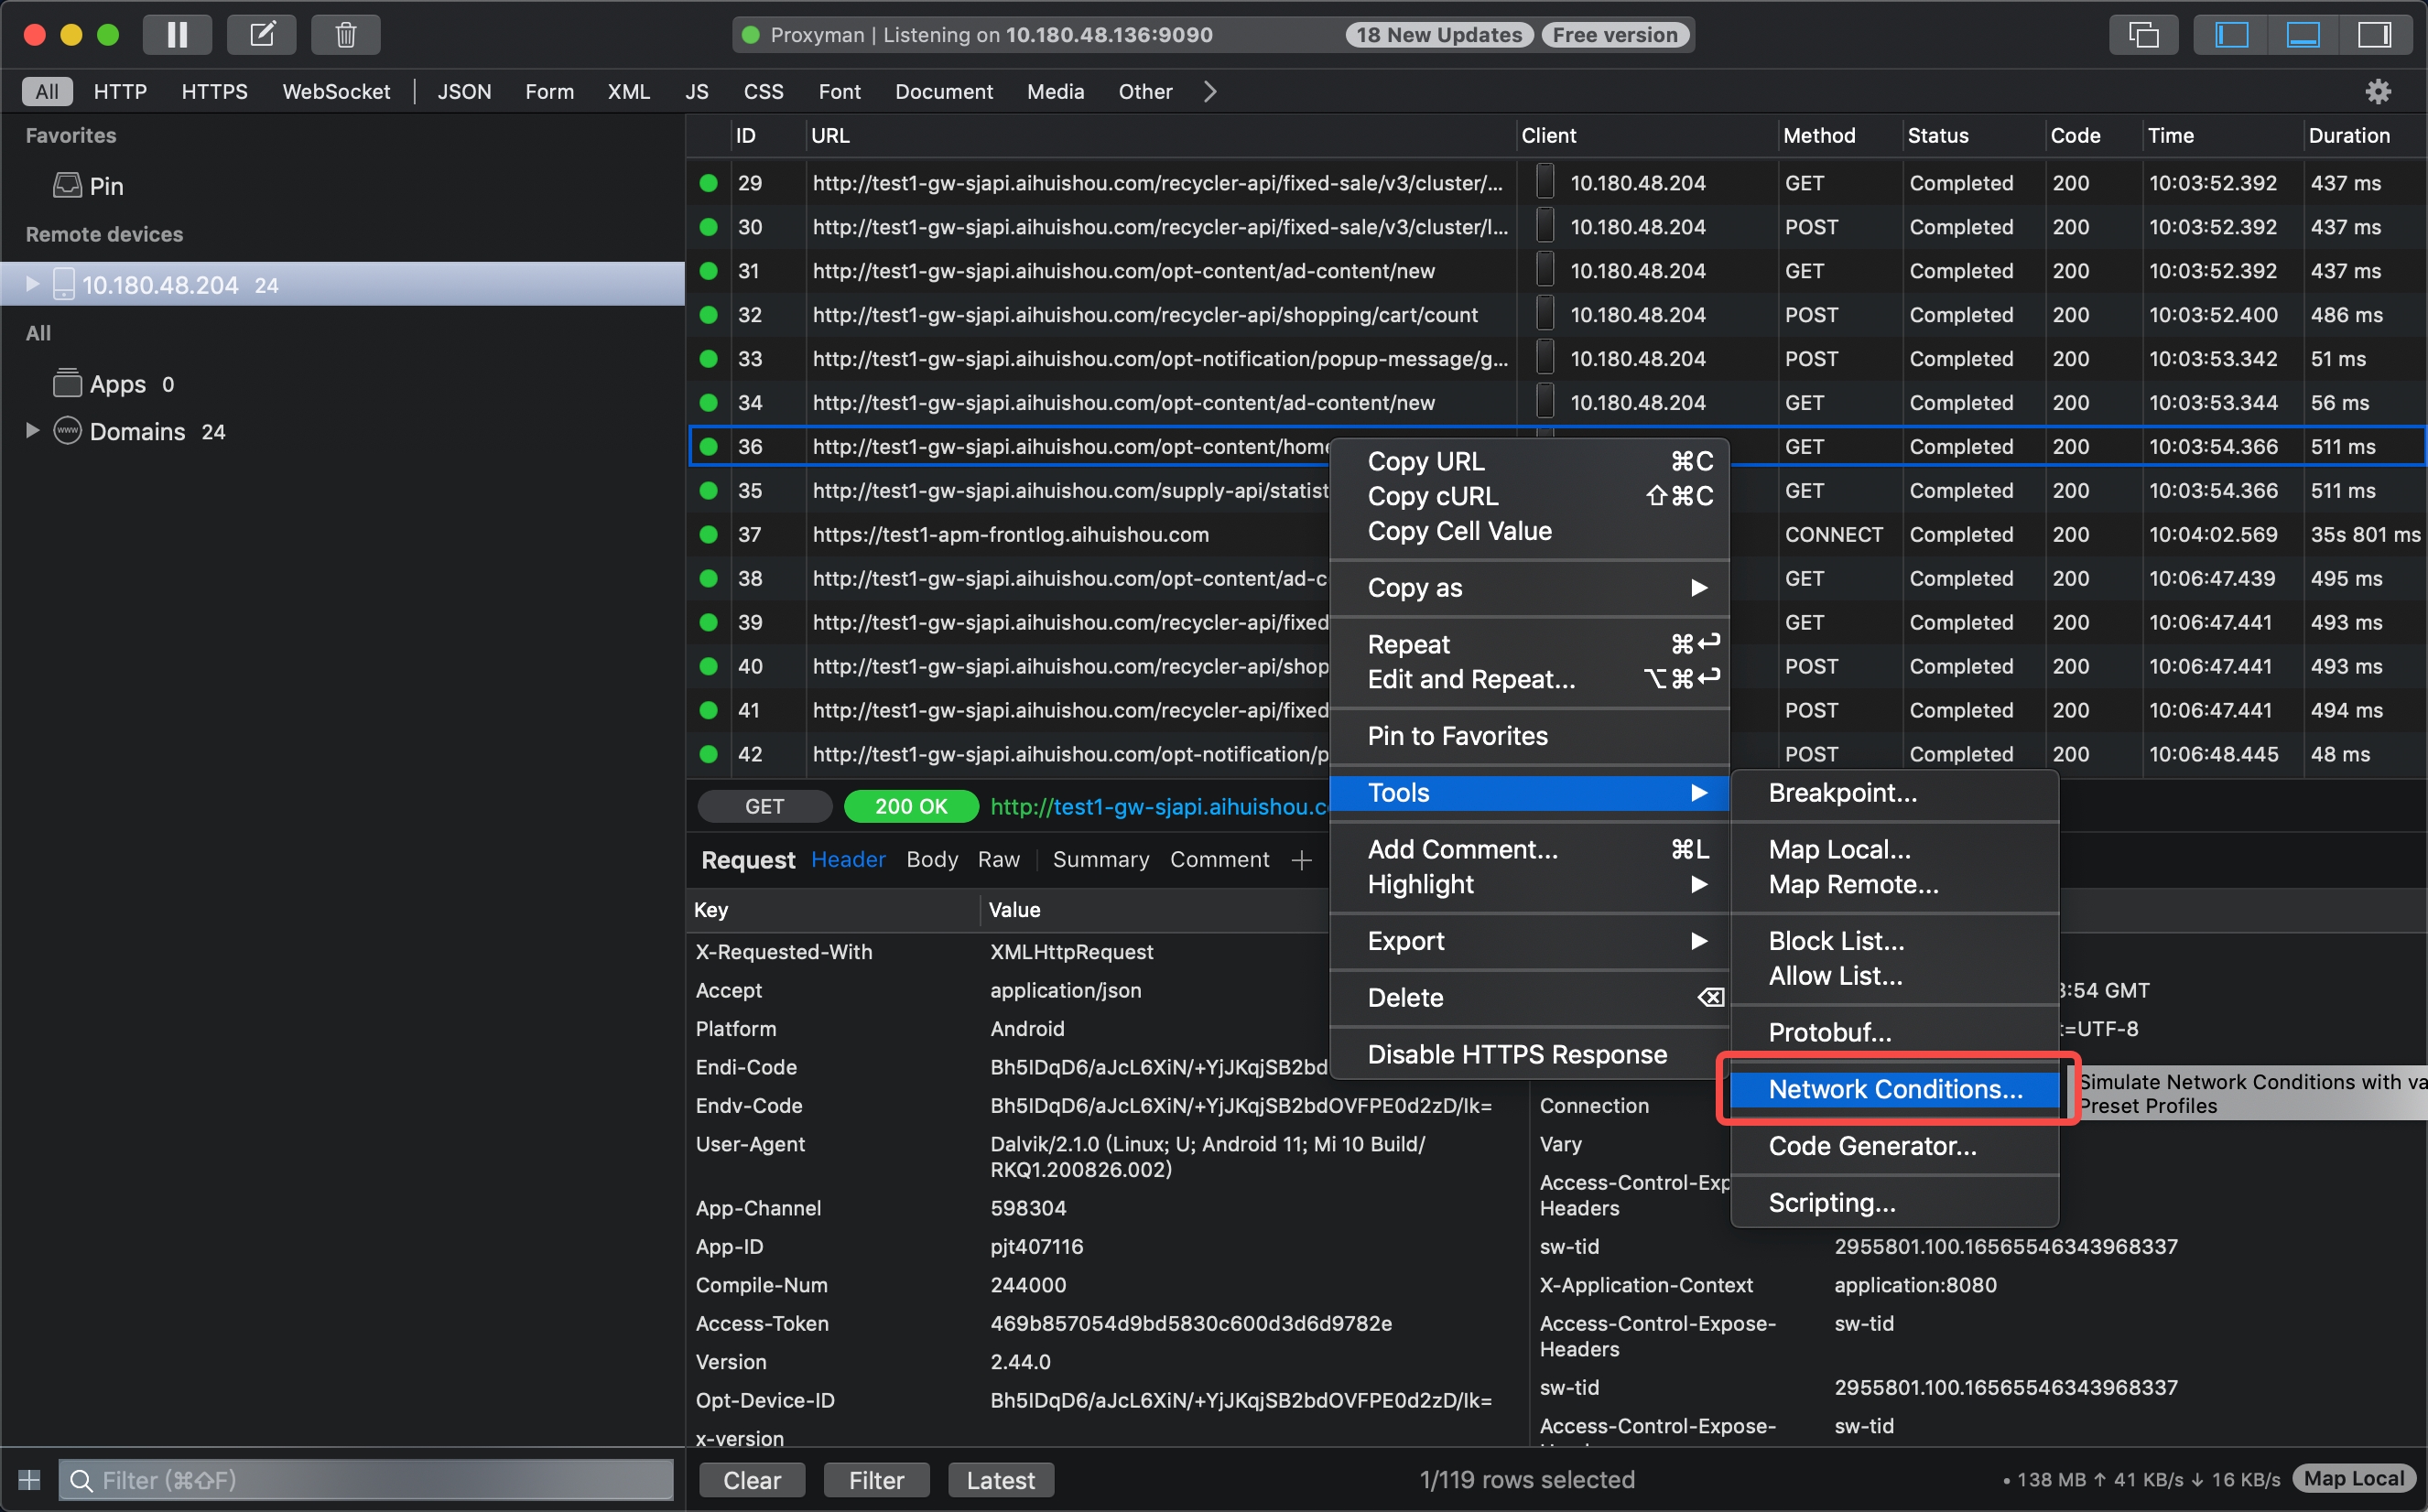 Proxyman | Listening on 10.180.48.136:9090
18 New Updates
Free version
All HTTP HTTPS WebSocket JSON Form XML JS CSS Font Document Media Other
Favorites
Pin
Remote devices
10.180.48.204 24
All
Apps 0
www Domains 24
ID URL Client Method Status Code Time Duration
29 http://test1-gw-sjapi.aihuishou.com/recycler-api/fixed-sale/v3/cluster/... 10.180.48.204 GET Completed 200 10:03:52.392 437 ms
30 http://test1-gw-sjapi.aihuishou.com/recycler-api/fixed-sale/v3/cluster/l... 10.180.48.204 POST Completed 200 10:03:52.392 437 ms
31 http://test1-gw-sjapi.aihuishou.com/opt-content/ad-content/new 10.180.48.204 GET Completed 200 10:03:52.392 437 ms
32 http://test1-gw-sjapi.aihuishou.com/recycler-api/shopping/cart/count 10.180.48.204 POST Completed 200 10:03:52.400 486 ms
33 http://test1-gw-sjapi.aihuishou.com/opt-notification/popup-message/g... 10.180.48.204 POST Completed 200 10:03:53.342 51 ms
34 http://test1-gw-sjapi.aihuishou.com/opt-content/ad-content/new 10.180.48.204 GET Completed 200 10:03:53.344 56 ms
36 http://test1-gw-sjapi.aihuishou.com/opt-content/home GET Completed 200 10:03:54.366 511 ms
35 http://test1-gw-sjapi.aihuishou.com/supply-api/statist GET Completed 200 10:03:54.366 511 ms
37 https://test1-apm-frontlog.aihuishou.com CONNECT Completed 200 10:04:02.569 35s 801 ms
38 http://test1-gw-sjapi.aihuishou.com/opt-content/ad-c GET Completed 200 10:06:47.439 495 ms
39 http://test1-gw-sjapi.aihuishou.com/recycler-api/fixed GET Completed 200 10:06:47.441 493 ms
40 http://test1-gw-sjapi.aihuishou.com/recycler-api/shop POST Completed 200 10:06:47.441 493 ms
41 http://test1-gw-sjapi.aihuishou.com/recycler-api/fixed POST Completed 200 10:06:47.441 494 ms
42 http://test1-gw-sjapi.aihuishou.com/opt-notification/p POST Completed 200 10:06:48.445 48 ms
Copy URL ⌘C
Copy cURL ⇧⌘C
Copy Cell Value
Copy as
Repeat ⌘↩
Edit and Repeat... ⌥⌘↩
Pin to Favorites
Tools
Add Comment... ⌘L
Highlight
Export
Delete ⌫
Disable HTTPS Response
Breakpoint...
Map Local...
Map Remote...
Block List...
Allow List...
Protobuf...
Network Conditions...
Code Generator...
Scripting...
Simulate Network Conditions with va
Preset Profiles
GET 200 OK http://test1-gw-sjapi.aihuishou.c
Request Header Body Raw Summary Comment +
Key Value
X-Requested-With XMLHttpRequest
Accept application/json
Platform Android
Endi-Code Bh5IDqD6/aJcL6XiN/+YjJKqjSB2bd
Endv-Code Bh5IDqD6/aJcL6XiN/+YjJKqjSB2bdOVFPE0d2zD/Ik=
User-Agent Dalvik/2.1.0 (Linux; U; Android 11; Mi 10 Build/
RKQ1.200826.002)
App-Channel 598304
App-ID pjt407116
Compile-Num 244000
Access-Token 469b857054d9bd5830c600d3d6d9782e
Version 2.44.0
Opt-Device-ID Bh5IDqD6/aJcL6XiN/+YjJKqjSB2bdOVFPE0d2zD/Ik=
x-version
3:54 GMT
t=UTF-8
Connection
Vary
Access-Control-Exp
Headers
sw-tid 2955801.100.16565546343968337
X-Application-Context application:8080
Access-Control-Expose- sw-tid
Headers
sw-tid 2955801.100.16565546343968337
Access-Control-Expose- sw-tid
Filter (⌘⇧F)
Clear Filter Latest
1/119 rows selected
• 138 MB ↑ 41 KB/s ↓ 16 KB/s
Map Local